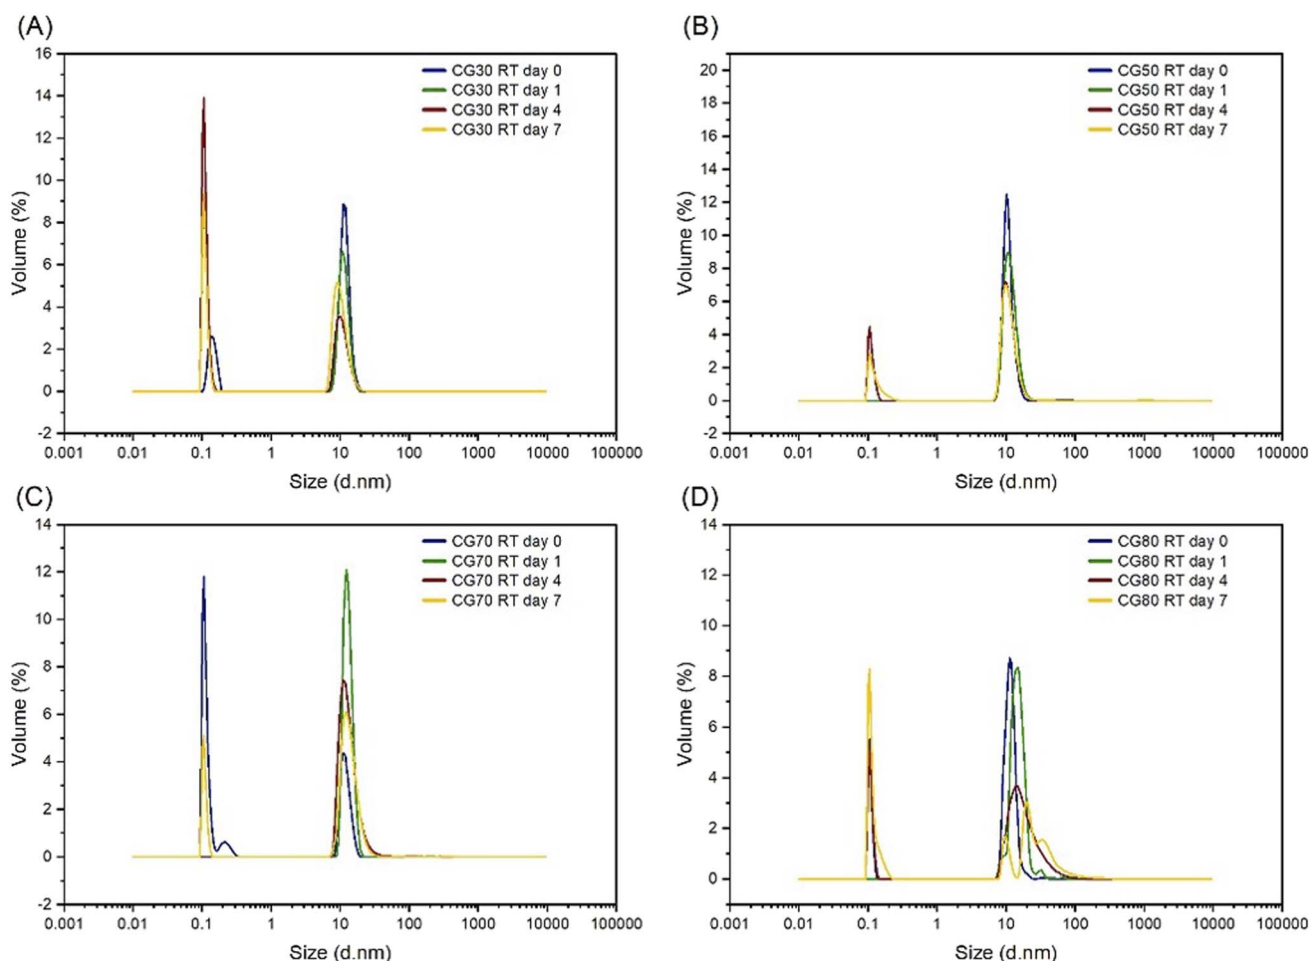 (A)
16
14
12
10
8
6
4
2
0
-2
Volume (%)
CG30 RT day 0
CG30 RT day 1
CG30 RT day 4
CG30 RT day 7
0.001 0.01 0.1 1 10 100 1000 10000 100000
Size (d.nm)
(B)
20
18
16
14
12
10
8
6
4
2
0
-2
Volume (%)
CG50 RT day 0
CG50 RT day 1
CG50 RT day 4
CG50 RT day 7
0.001 0.01 0.1 1 10 100 1000 10000 100000
Size (d.nm)
(C)
14
12
10
8
6
4
2
0
-2
Volume (%)
CG70 RT day 0
CG70 RT day 1
CG70 RT day 4
CG70 RT day 7
0.001 0.01 0.1 1 10 100 1000 10000 100000
Size (d.nm)
(D)
14
12
10
8
6
4
2
0
Volume (%)
CG80 RT day 0
CG80 RT day 1
CG80 RT day 4
CG80 RT day 7
0.001 0.01 0.1 1 10 100 1000 10000 100000
Size (d.nm)